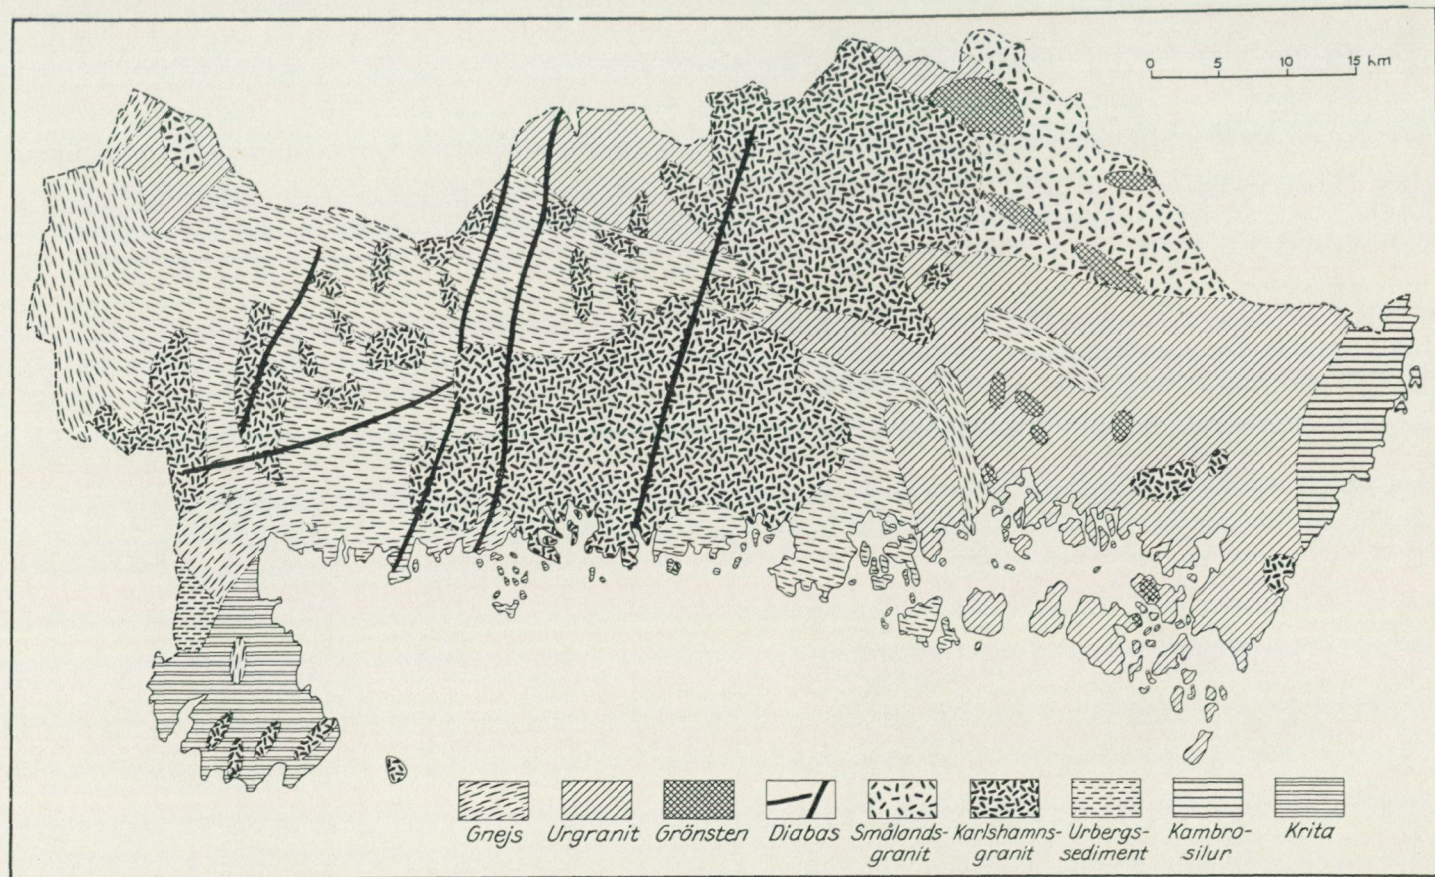 0 5 10 15 km
Gnejs Urgranit Grönsten Diabas Smålands- Karlshamns- Urbergs- Kambro- Krita
granit granit sediment silur